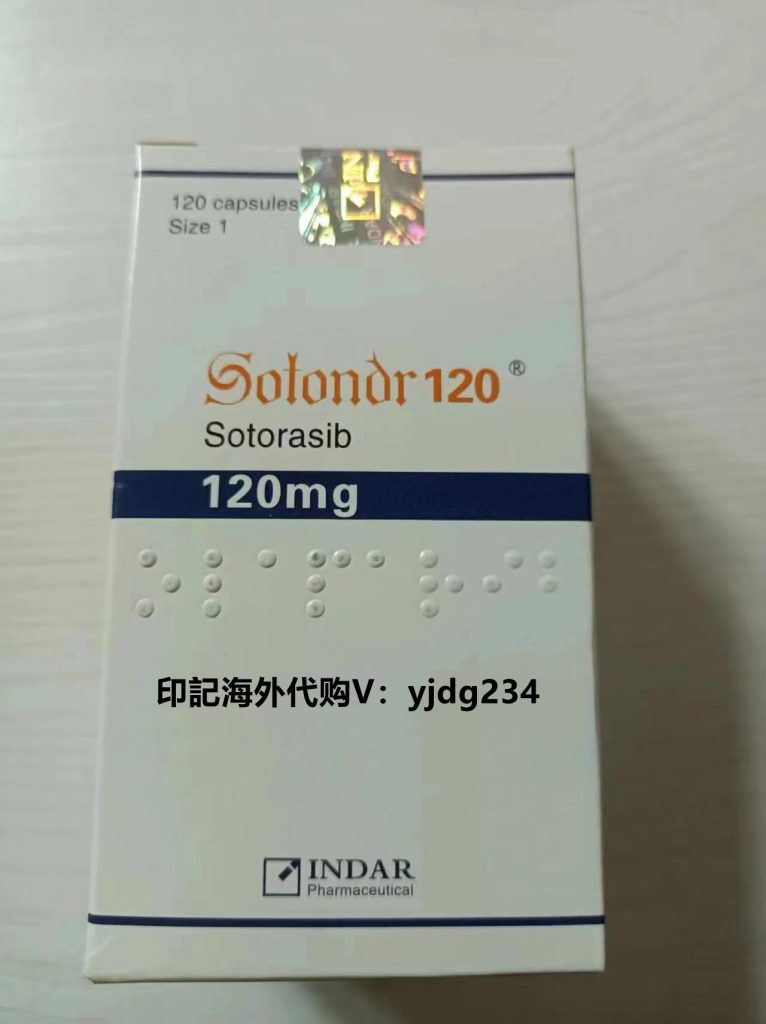 120 capsules
Size 1
Sotondr 120 ®
Sotorasib
120mg
印記海外代购V：yjdg234
INDAR
Pharmaceutical